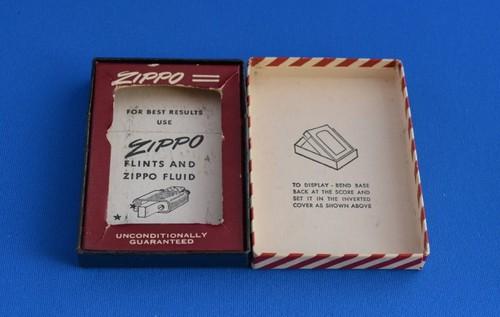 ZIPPO
FOR BEST RESULTS
USE
ZIPPO
FLINTS AND
ZIPPO FLUID
UNCONDITIONALLY
GUARANTEED
TO DISPLAY - BEND BASE
BACK AT THE SCORE AND
SET IT IN THE INVERTED
COVER AS SHOWN ABOVE